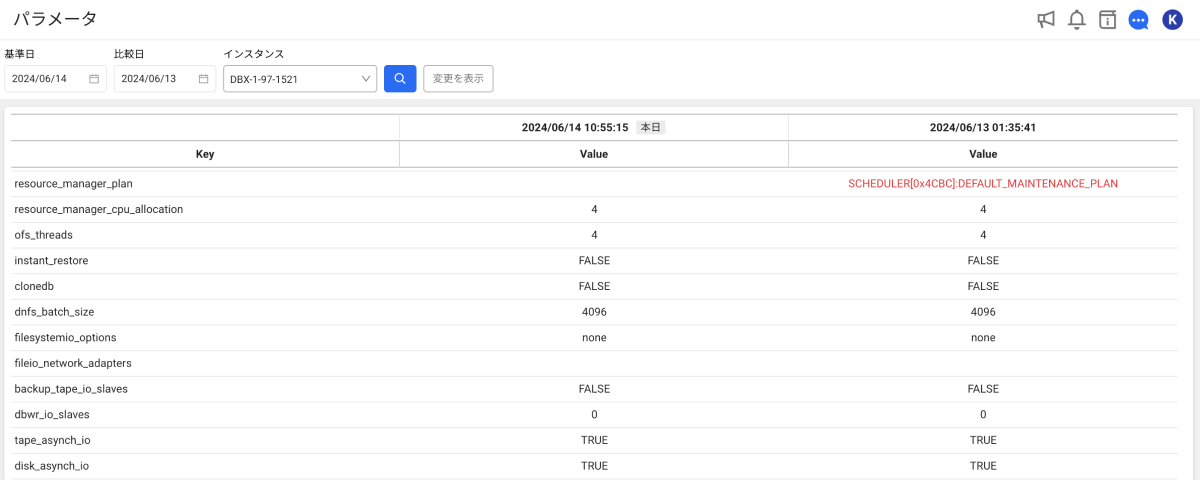 パラメータ
K
基準日 比較日 インスタンス
2024/06/14 2024/06/13 DBX-1-97-1521 変更を表示
2024/06/14 10:55:15 本日 2024/06/13 01:35:41
Key Value Value
resource_manager_plan SCHEDULER[0x4CBC]:DEFAULT_MAINTENANCE_PLAN
resource_manager_cpu_allocation 4 4
ofs_threads 4 4
instant_restore FALSE FALSE
clonedb FALSE FALSE
dnfs_batch_size 4096 4096
filesystemio_options none none
fileio_network_adapters
backup_tape_io_slaves FALSE FALSE
dbwr_io_slaves 0 0
tape_asynch_io TRUE TRUE
disk_asynch_io TRUE TRUE